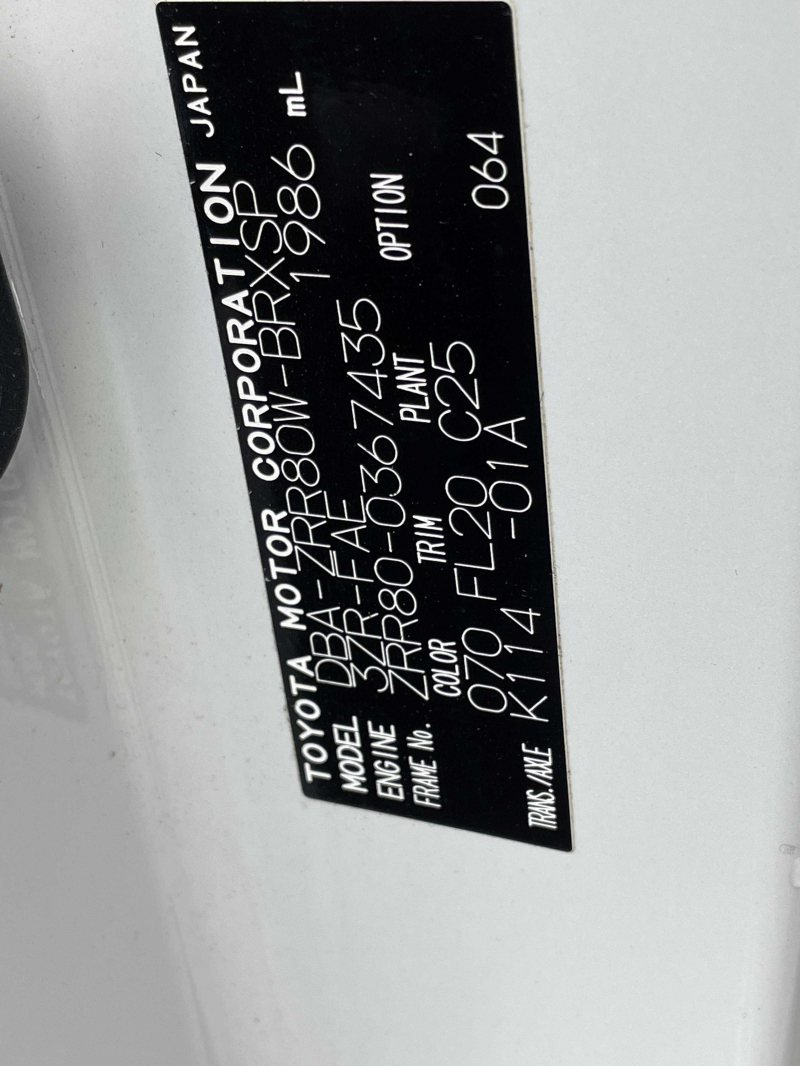 TOYOTA MOTOR CORPORATION JAPAN
MODEL DBA-ZRR80W-BRXSP
ENGINE 3ZR-FAE 1986 mL
FRAME No. ZRR80-0367435
COLOR TRIM PLANT OPTION
070 FL20 C25 064
TRANS./AXLE K114 -01A